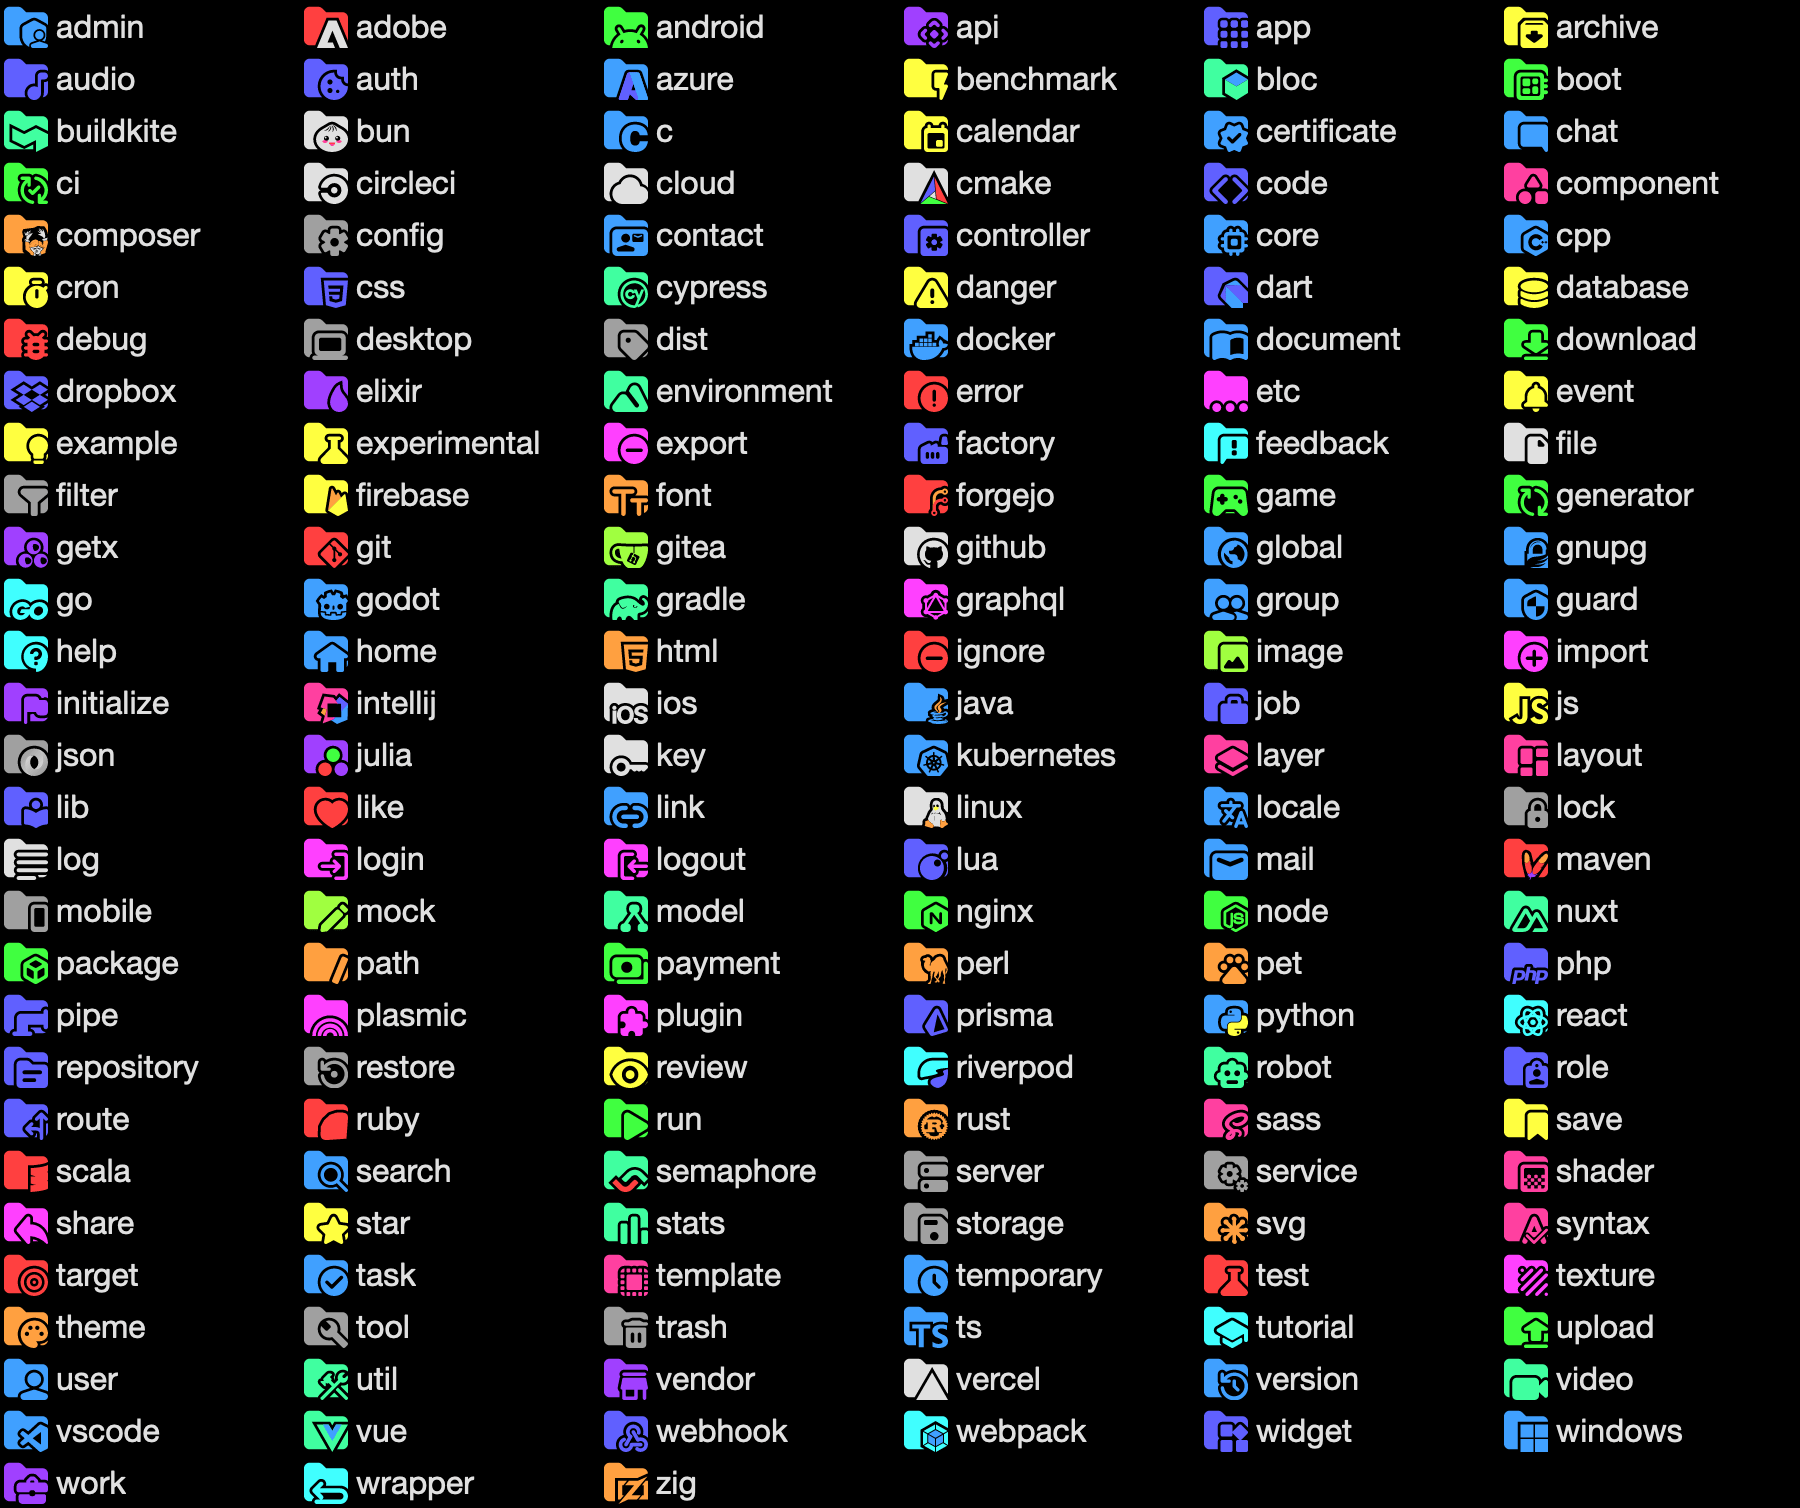 admin adobe android api app archive
audio auth azure benchmark bloc boot
buildkite bun c calendar certificate chat
ci circleci cloud cmake code component
composer config contact controller core cpp
cron css cypress danger dart database
debug desktop dist docker document download
dropbox elixir environment error etc event
example experimental export factory feedback file
filter firebase font forgejo game generator
getx git gitea github global gnupg
go godot gradle graphql group guard
help home html ignore image import
initialize intellij ios java job js
json julia key kubernetes layer layout
lib like link linux locale lock
log login logout lua mail maven
mobile mock model nginx node nuxt
package path payment perl pet php
pipe plasmic plugin prisma python react
repository restore review riverpod robot role
route ruby run rust sass save
scala search semaphore server service shader
share star stats storage svg syntax
target task template temporary test texture
theme tool trash ts tutorial upload
user util vendor vercel version video
vscode vue webhook webpack widget windows
work wrapper zig